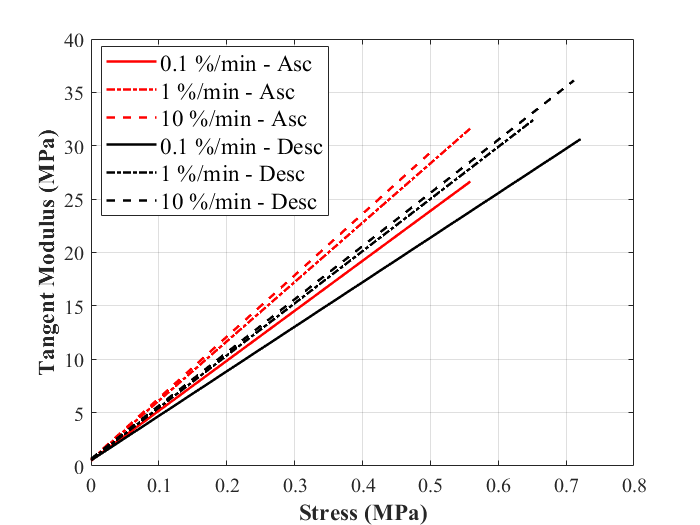 40
35
30
25
20
15
10
5
0
Tangent Modulus (MPa)
0.1 %/min - Asc
1 %/min - Asc
10 %/min - Asc
0.1 %/min - Desc
1 %/min - Desc
10 %/min - Desc
0 0.1 0.2 0.3 0.4 0.5 0.6 0.7 0.8
Stress (MPa)